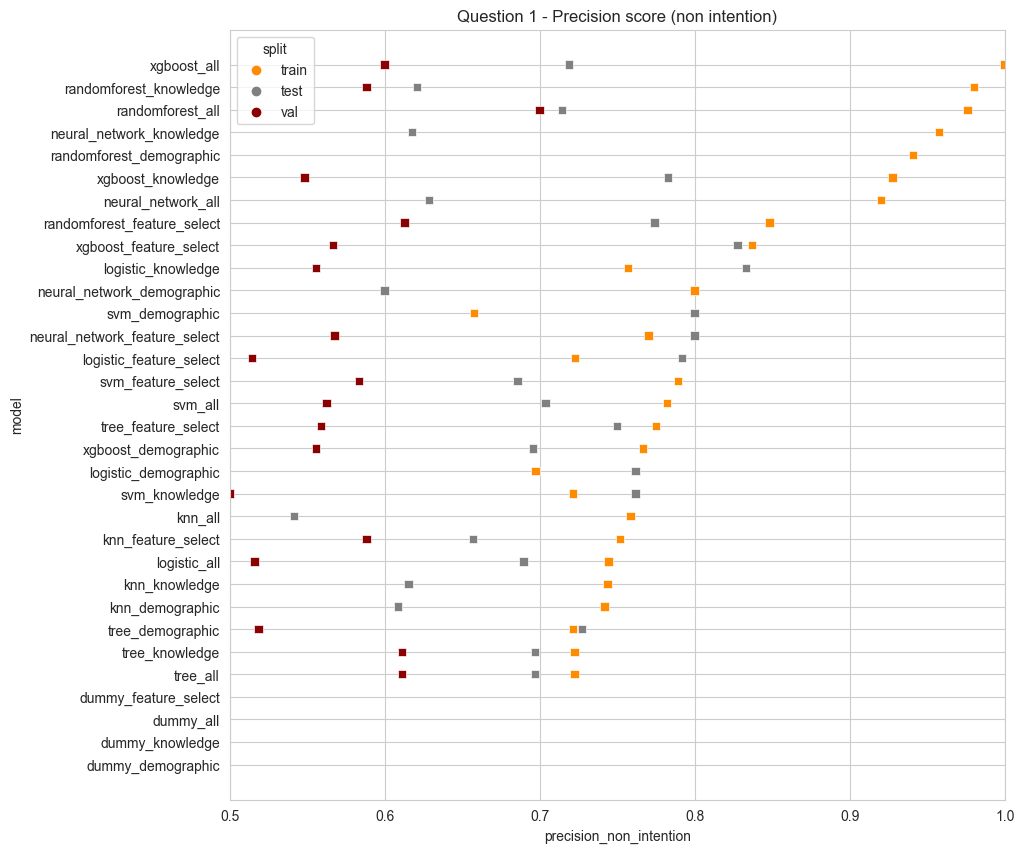 Question 1 - Precision score (non intention)
split
train
test
val
model
xgboost_all
randomforest_knowledge
randomforest_all
neural_network_knowledge
randomforest_demographic
xgboost_knowledge
neural_network_all
randomforest_feature_select
xgboost_feature_select
logistic_knowledge
neural_network_demographic
svm_demographic
neural_network_feature_select
logistic_feature_select
svm_feature_select
svm_all
tree_feature_select
xgboost_demographic
logistic_demographic
svm_knowledge
knn_all
knn_feature_select
logistic_all
knn_knowledge
knn_demographic
tree_demographic
tree_knowledge
tree_all
dummy_feature_select
dummy_all
dummy_knowledge
dummy_demographic
0.5 0.6 0.7 0.8 0.9 1.0
precision_non_intention